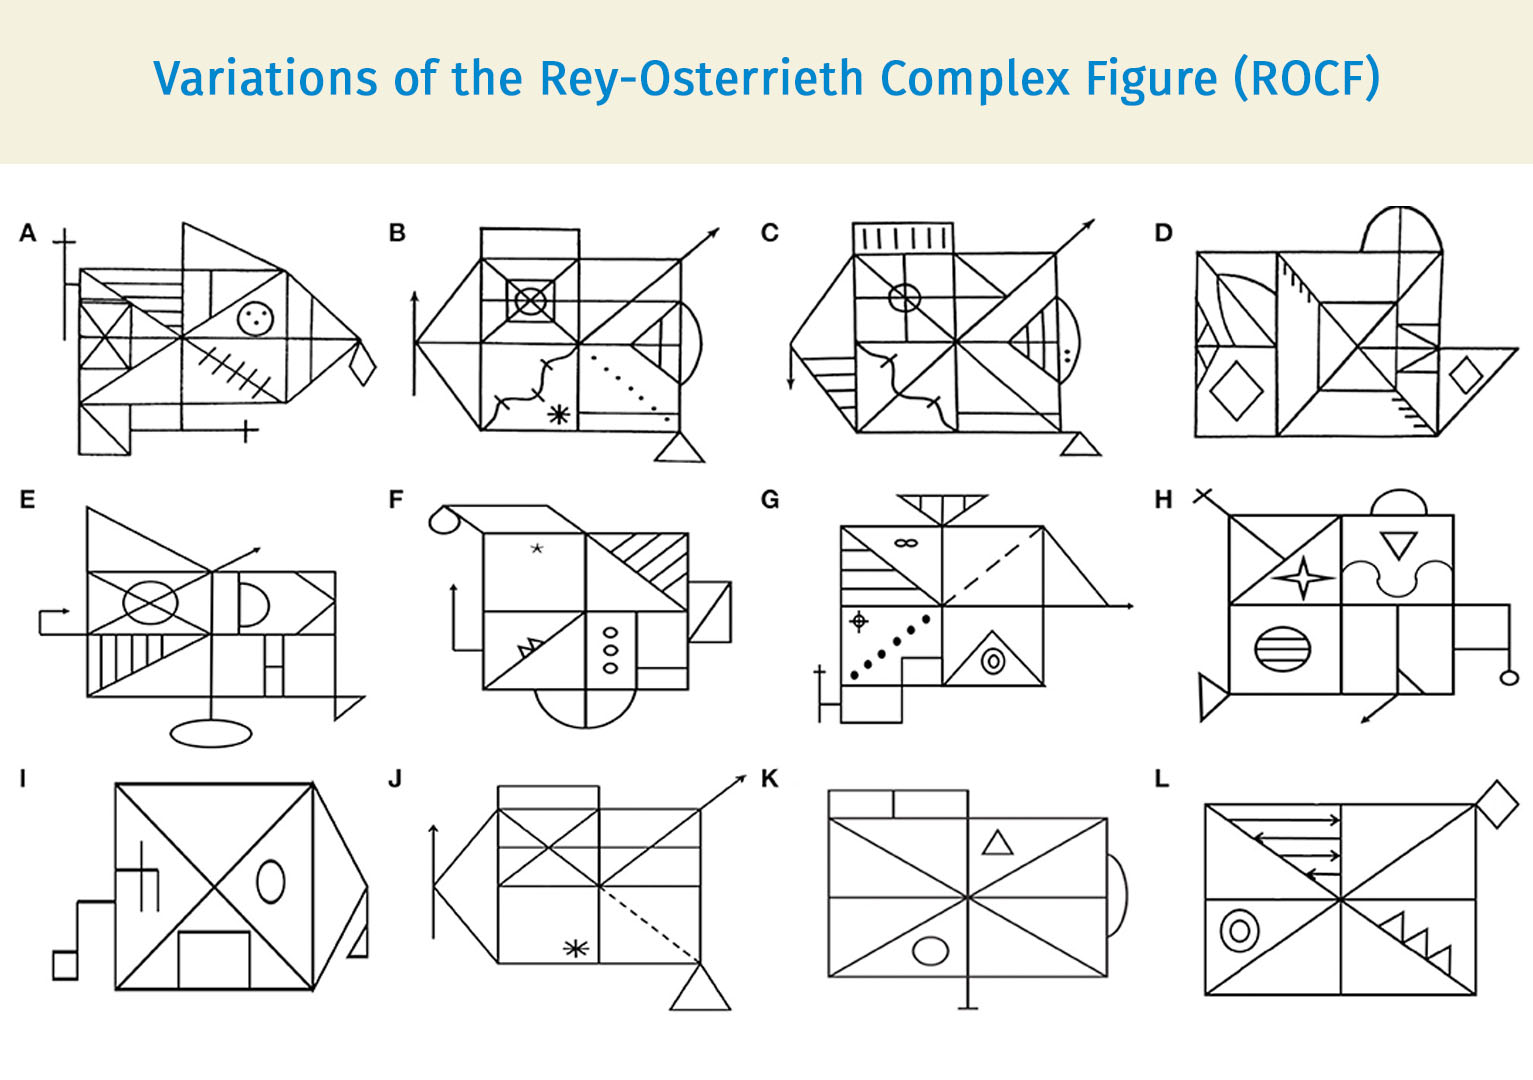 Variations of the Rey-Osterrieth Complex Figure (ROCF)
A B C D
E F G H
I J K L